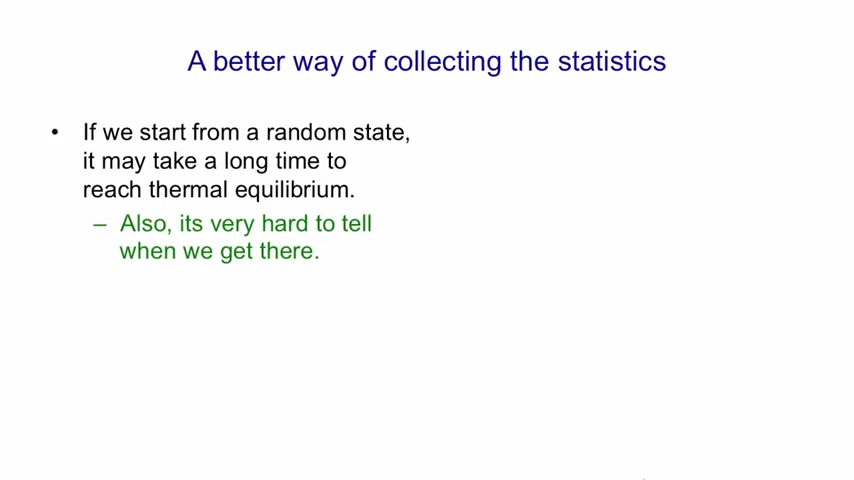 A better way of collecting the statistics
• If we start from a random state,
it may take a long time to
reach thermal equilibrium.
– Also, its very hard to tell
when we get there.